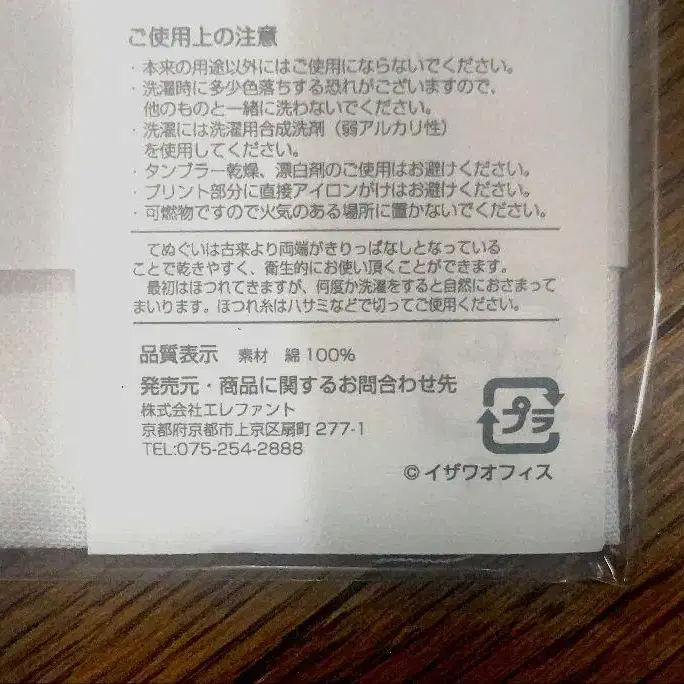 ご使用上の注意
・本来の用途以外にはご使用にならないでください。
・洗濯時に多少色落ちする恐れがございますので、
他のものと一緒に洗わないでください。
・洗濯には洗濯用合成洗剤（弱アルカリ性）
を使用してください。
・タンブラー乾燥、漂白剤のご使用はお避けください。
・プリント部分に直接アイロンがけはお避けください。
・可燃物ですので火気のある場所に置かないでください。
てぬぐいは古来より両端がきりっぱなしとなっている
ことで乾きやすく、衛生的にお使い頂くことができます。
最初はほつれてきますが、何度か洗濯をすると自然におさまって
まいります。ほつれ糸はハサミなどで切ってご使用ください。
品質表示 素材 綿100%
発売元・商品に関するお問合わせ先
株式会社エレファント
京都府京都市上京区扇町 277-1
TEL:075-254-2888
プラ
©イザワオフィス